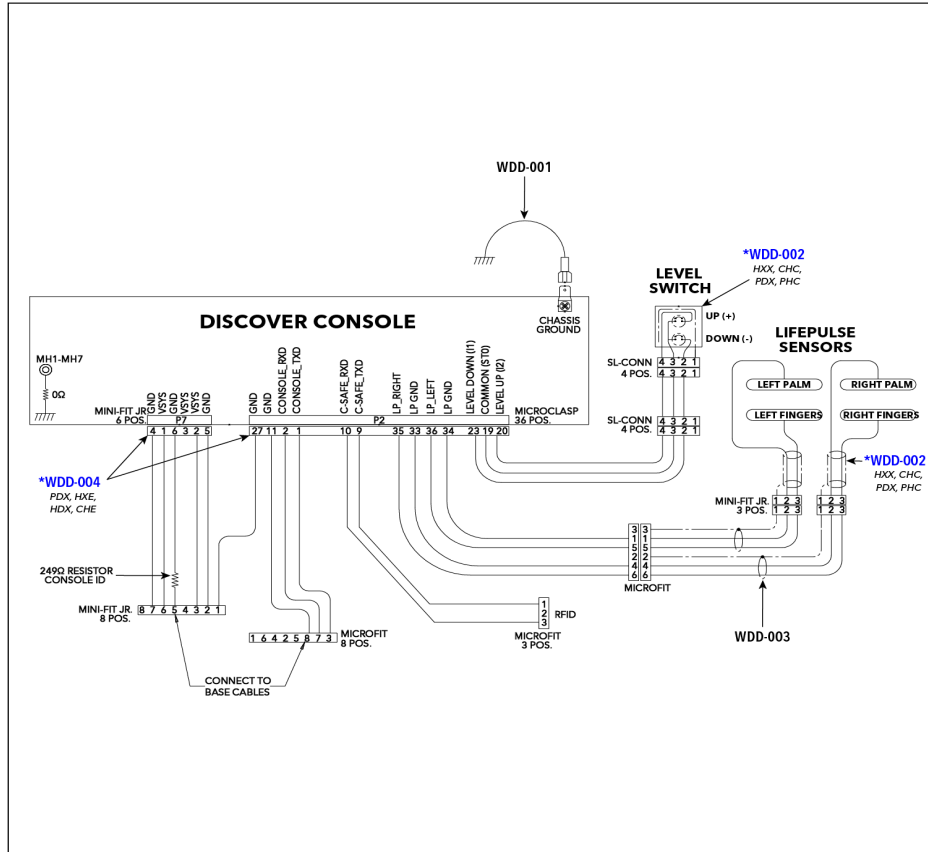 WDD-001
*WDD-002
HXX, CHC,
PDX, PHC
LEVEL
SWITCH
UP (+)
DOWN (-)
LIFEPULSE
SENSORS
CHASSIS
GROUND
DISCOVER CONSOLE
MH1-MH7
0Ω
4 3 2 1
SL-CONN
4 POS.
4 3 2 1
SL-CONN
4 POS.
4 3 2 1
LEFT PALM
RIGHT PALM
LEFT FINGERS
RIGHT FINGERS
GND
VSYS
GND
VSYS
VSYS
GND
GND
GND
CONSOLE_RXD
CONSOLE_TXD
C-SAFE_RXD
C-SAFE_TXD
LP_RIGHT
LP GND
LP_LEFT
LP GND
LEVEL DOWN (I1)
COMMON (ST0)
LEVEL UP (I2)
MINI-FIT JR.
6 POS.
P7
P2
MICROCLASP
36 POS.
4 1 6 3 2 5
27 11 2 1 10 9 35 33 36 34 23 19 20
*WDD-004
PDX, HXE,
HDX, CHE
*WDD-002
HXX, CHC,
PDX, PHC
MINI-FIT JR.
3 POS.
1 2 3
1 2 3
1 2 3
1 2 3
3 3
1 1
5 5
2 2
4 4
6 6
MICROFIT
WDD-003
249Ω RESISTOR
CONSOLE ID
MINI-FIT JR.
8 POS.
8 7 6 5 4 3 2 1
1 6 4 2 5 8 7 3
MICROFIT
8 POS.
1
2
3
RFID
MICROFIT
3 POS.
CONNECT TO
BASE CABLES